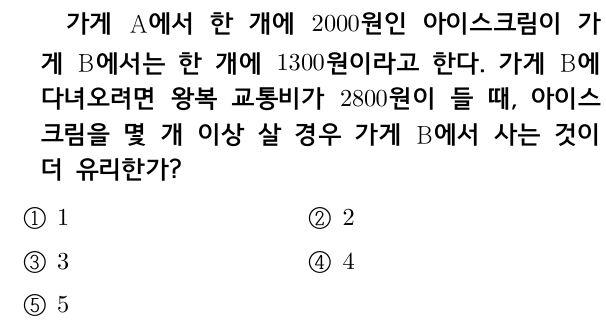 가게 A에서 한 개에 2000원인 아이스크림이 가
게 B에서는 한 개에 1300원이라고 한다. 가게 B에
다녀오려면 왕복 교통비가 2800원이 들 때, 아이스
크림을 몇 개 이상 살 경우 가게 B에서 사는 것이
더 유리한가?
① 1 ② 2
③ 3 ④ 4
⑤ 5